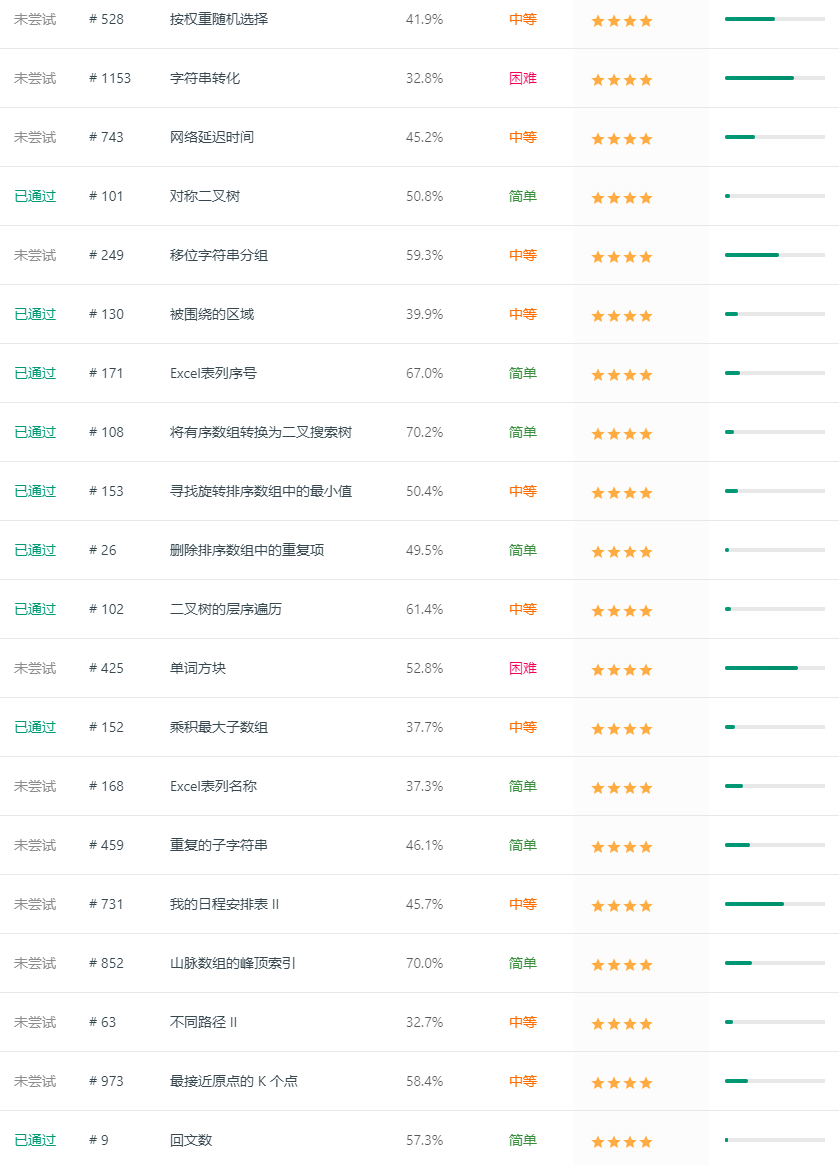 未尝试 # 528 按权重随机选择 41.9% 中等
未尝试 # 1153 字符串转化 32.8% 困难
未尝试 # 743 网络延迟时间 45.2% 中等
已通过 # 101 对称二叉树 50.8% 简单
未尝试 # 249 移位字符串分组 59.3% 中等
已通过 # 130 被围绕的区域 39.9% 中等
已通过 # 171 Excel表列序号 67.0% 简单
已通过 # 108 将有序数组转换为二叉搜索树 70.2% 简单
已通过 # 153 寻找旋转排序数组中的最小值 50.4% 中等
已通过 # 26 删除排序数组中的重复项 49.5% 简单
已通过 # 102 二叉树的层序遍历 61.4% 中等
未尝试 # 425 单词方块 52.8% 困难
已通过 # 152 乘积最大子数组 37.7% 中等
未尝试 # 168 Excel表列名称 37.3% 简单
未尝试 # 459 重复的子字符串 46.1% 简单
未尝试 # 731 我的日程安排表 II 45.7% 中等
未尝试 # 852 山脉数组的峰顶索引 70.0% 简单
未尝试 # 63 不同路径 II 32.7% 中等
未尝试 # 973 最接近原点的 K 个点 58.4% 中等
已通过 # 9 回文数 57.3% 简单